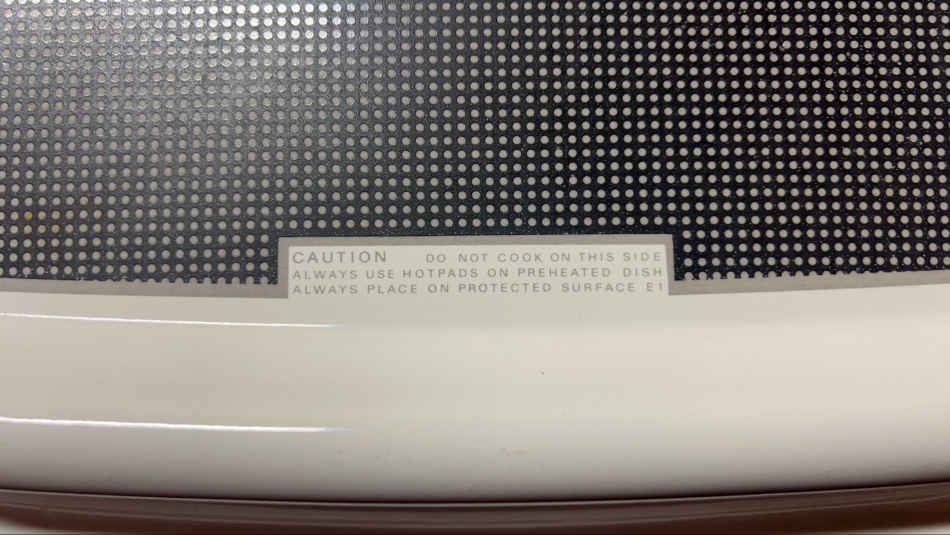 CAUTION DO NOT COOK ON THIS SIDE
ALWAYS USE HOTPADS ON PREHEATED DISH
ALWAYS PLACE ON PROTECTED SURFACE E1